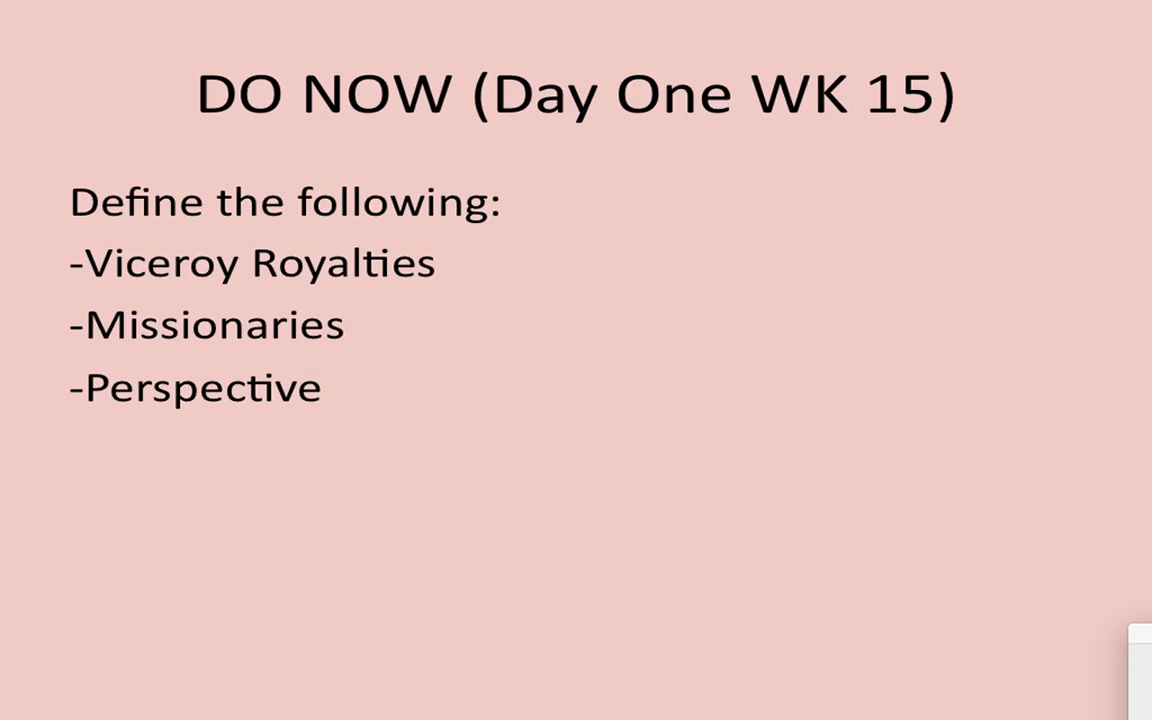 DO NOW (Day One WK 15)
Define the following:
-Viceroy Royalties
-Missionaries
-Perspective